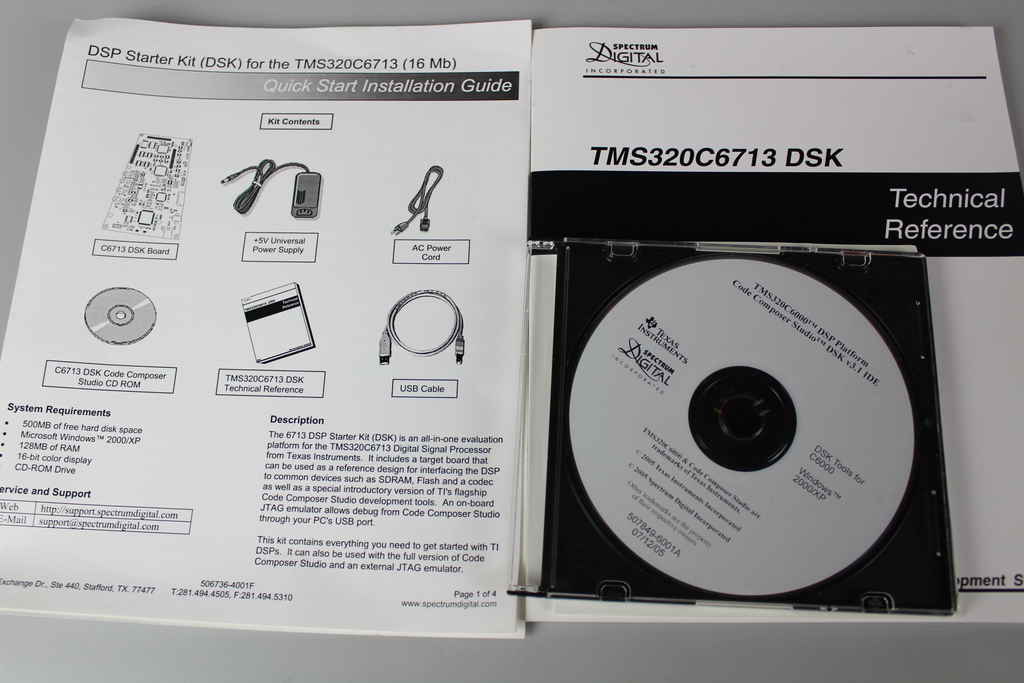 DSP Starter Kit (DSK) for the TMS320C6713 (16 Mb)
Quick Start Installation Guide
Kit Contents
C6713 DSK Board
+5V Universal
Power Supply
AC Power
Cord
C6713 DSK Code Composer
Studio CD ROM
Technical
Reference
TMS320C6713 DSK
Technical Reference
USB Cable
System Requirements
• 500MB of free hard disk space
• Microsoft Windows™ 2000/XP
• 128MB of RAM
• 16-bit color display
• CD-ROM Drive
ervice and Support
Web http://support.spectrumdigital.com
E-Mail support@spectrumdigital.com
Description
The 6713 DSP Starter Kit (DSK) is an all-in-one evaluation
platform for the TMS320C6713 Digital Signal Processor
from Texas Instruments. It includes a target board that
can be used as a reference design for interfacing the DSP
to common devices such as SDRAM, Flash and a codec
as well as a special introductory version of TI's flagship
Code Composer Studio development tools. An on-board
JTAG emulator allows debug from Code Composer Studio
through your PC's USB port.
This kit contains everything you need to get started with TI
DSPs. It can also be used with the full version of Code
Composer Studio and an external JTAG emulator.
xchange Dr., Ste 440, Stafford, TX. 77477
506736-4001F
T:281.494.4505, F:281.494.5310
Page 1 of 4
www.spectrumdigital.com
SPECTRUM
DIGITAL
INCORPORATED
TMS320C6713 DSK
Technical
Reference
TMS320C6000™ DSP Platform
Code Composer Studio™ DSK v3.1 IDE
TEXAS
INSTRUMENTS
SPECTRUM
DIGITAL
INCORPORATED
DSK Tools for
C6000
Windows™
2000/XP
TMS320C6000 & Code Composer Studio are
trademarks of Texas Instruments.
© 2005 Texas Instruments Incorporated
© 2005 Spectrum Digital Incorporated
Other trademarks are the property
of their respective owners
507849-6001A
07/12/05
opment S